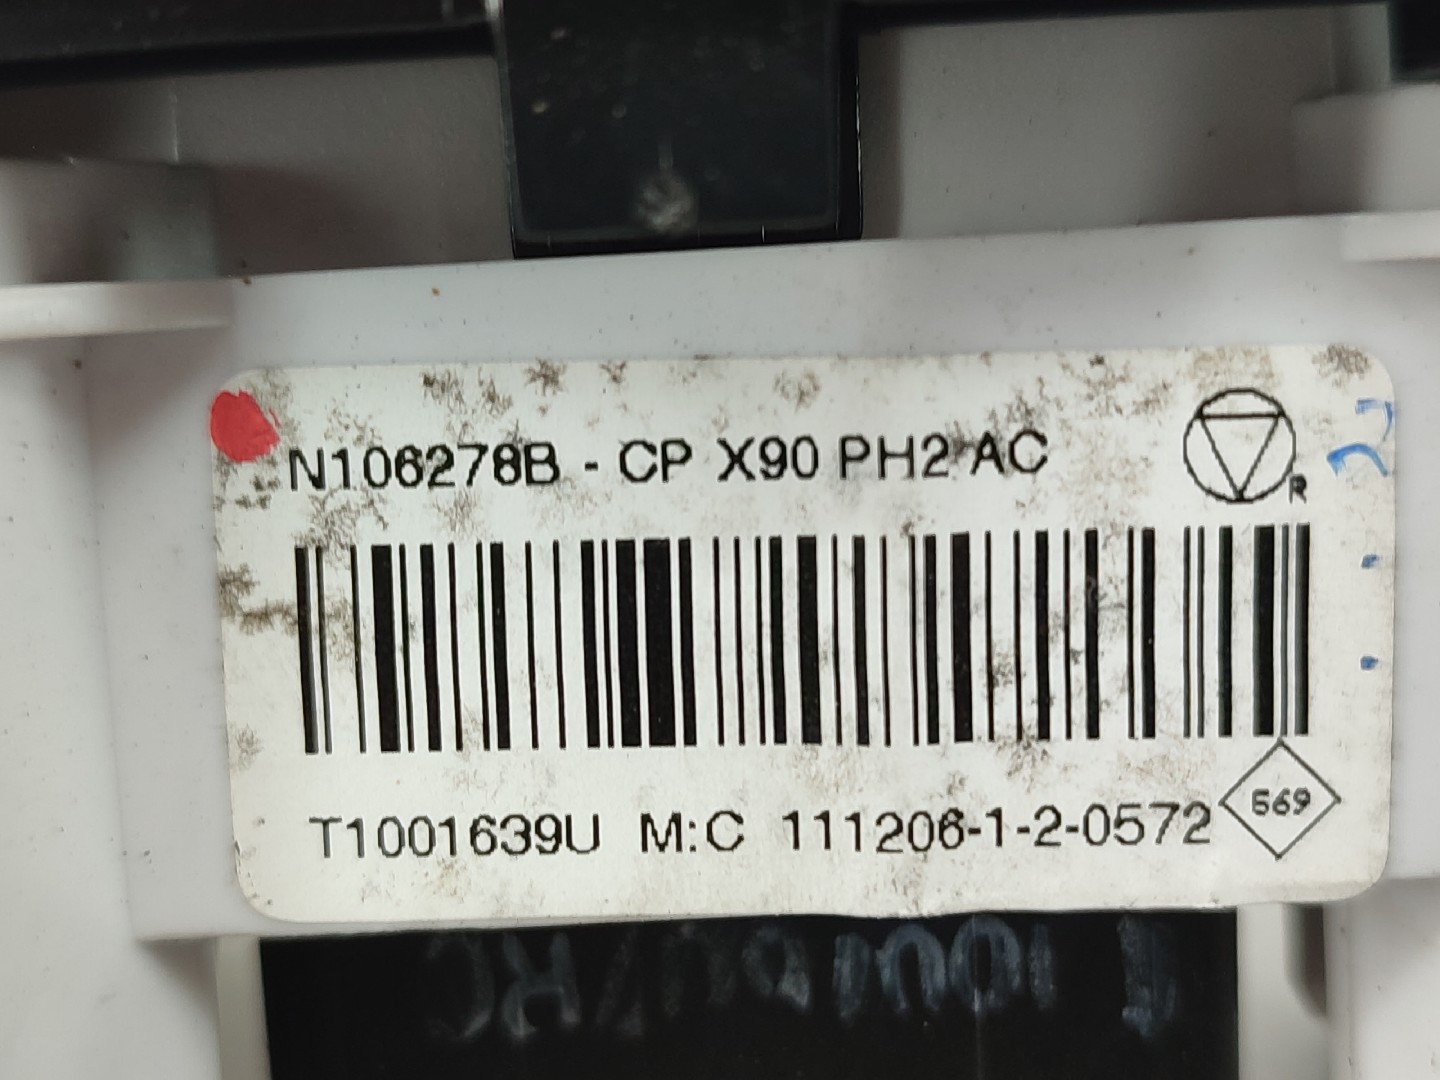 N106278B - CP X90 PH2 AC
R
T1001639U M:C 111206-1-2-0572
569